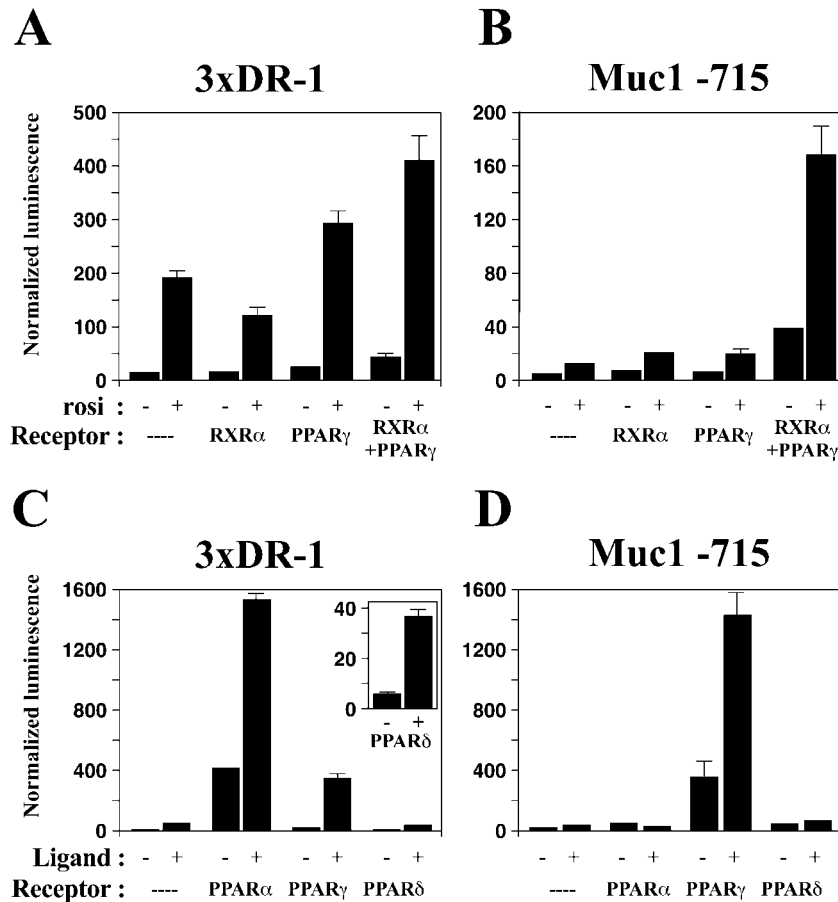 A
B
3xDR-1
Muc1 -715
Normalized luminescence
500
400
300
200
100
0
200
160
120
80
40
0
rosi : - + - + - + - +
- + - + - + - +
Receptor : ---- RXRα PPARγ RXRα +PPARγ
---- RXRα PPARγ RXRα +PPARγ
C
D
3xDR-1
Muc1 -715
Normalized luminescence
1600
1200
800
400
0
40
20
0
- +
PPARδ
1600
1200
800
400
0
Ligand : - + - + - + - +
- + - + - + - +
Receptor : ---- PPARα PPARγ PPARδ
---- PPARα PPARγ PPARδ